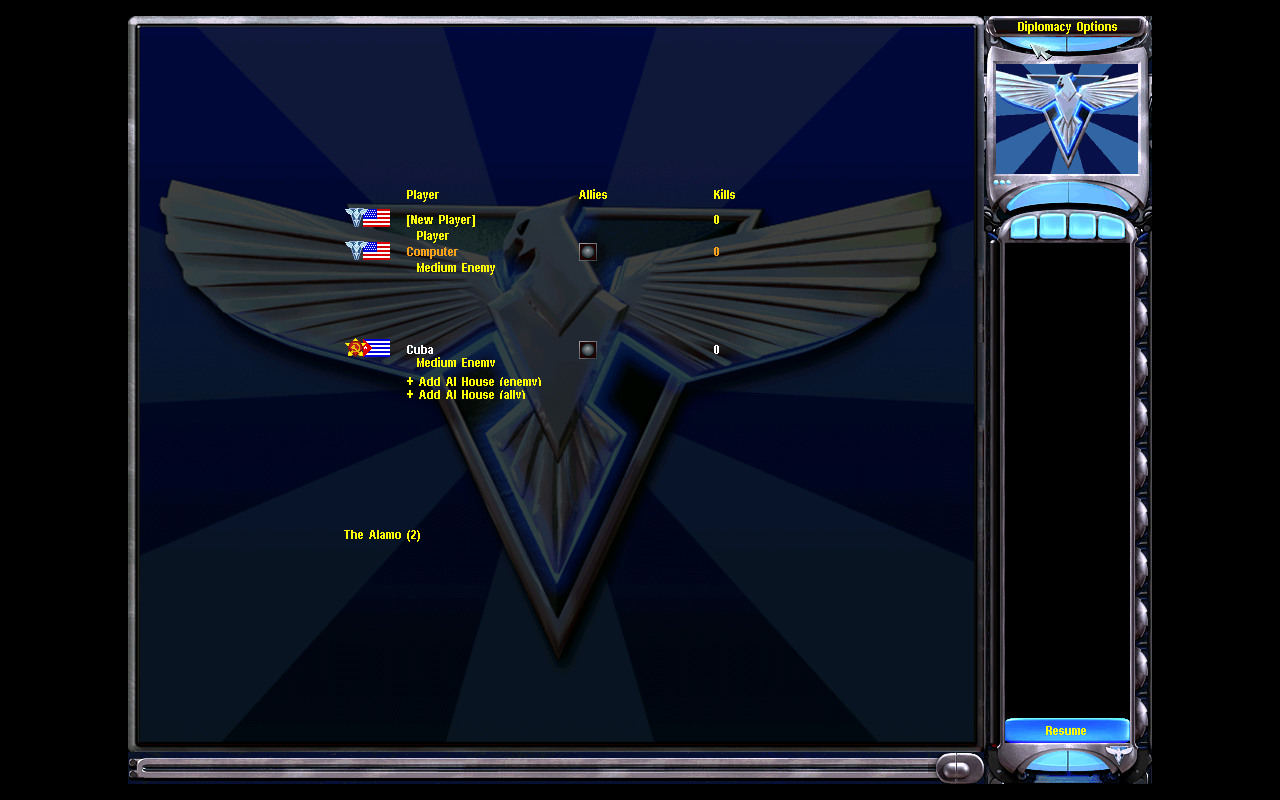 Diplomacy Options
Player Allies Kills
[New Player] 0
Player
Computer 0
Medium Enemy
Cuba 0
Medium Enemy
+ Add AI House (enemy)
+ Add AI House (ally)
The Alamo (2)
Resume